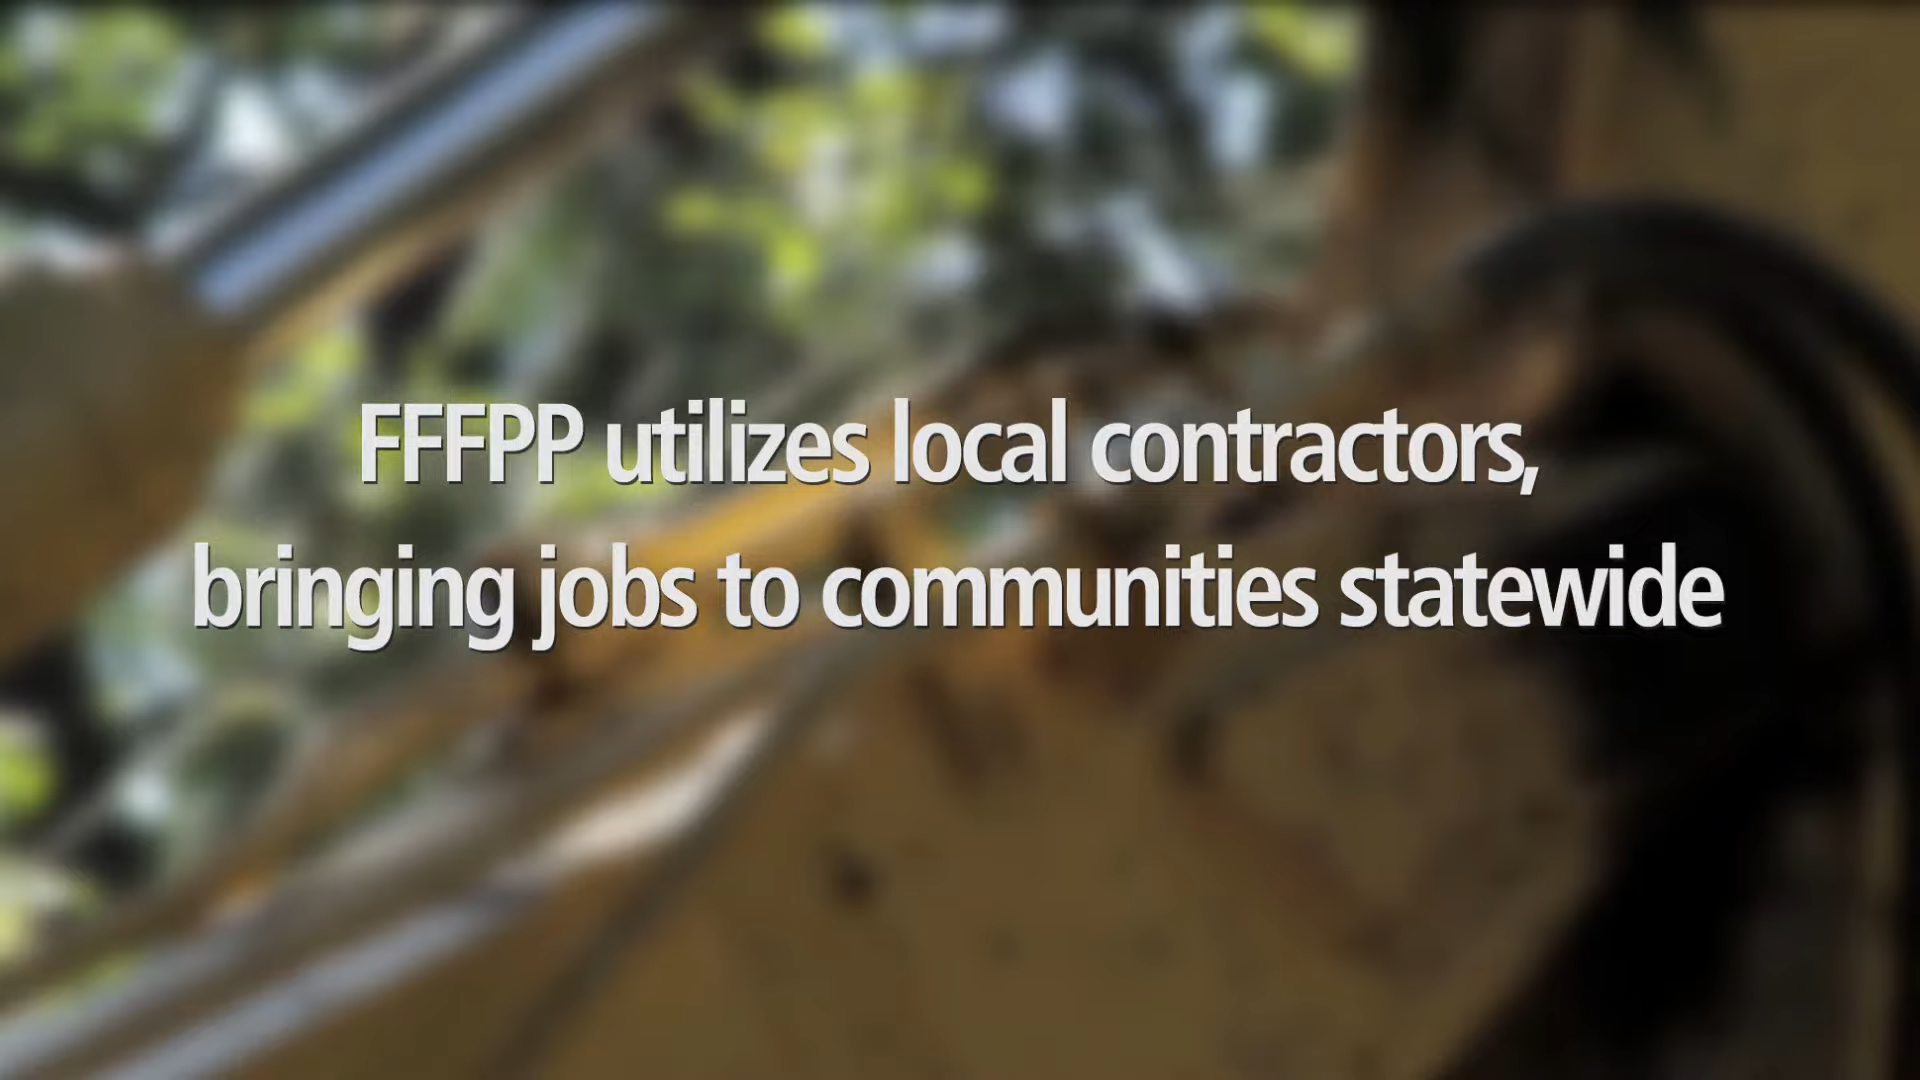 FFFPP utilizes local contractors,
bringing jobs to communities statewide